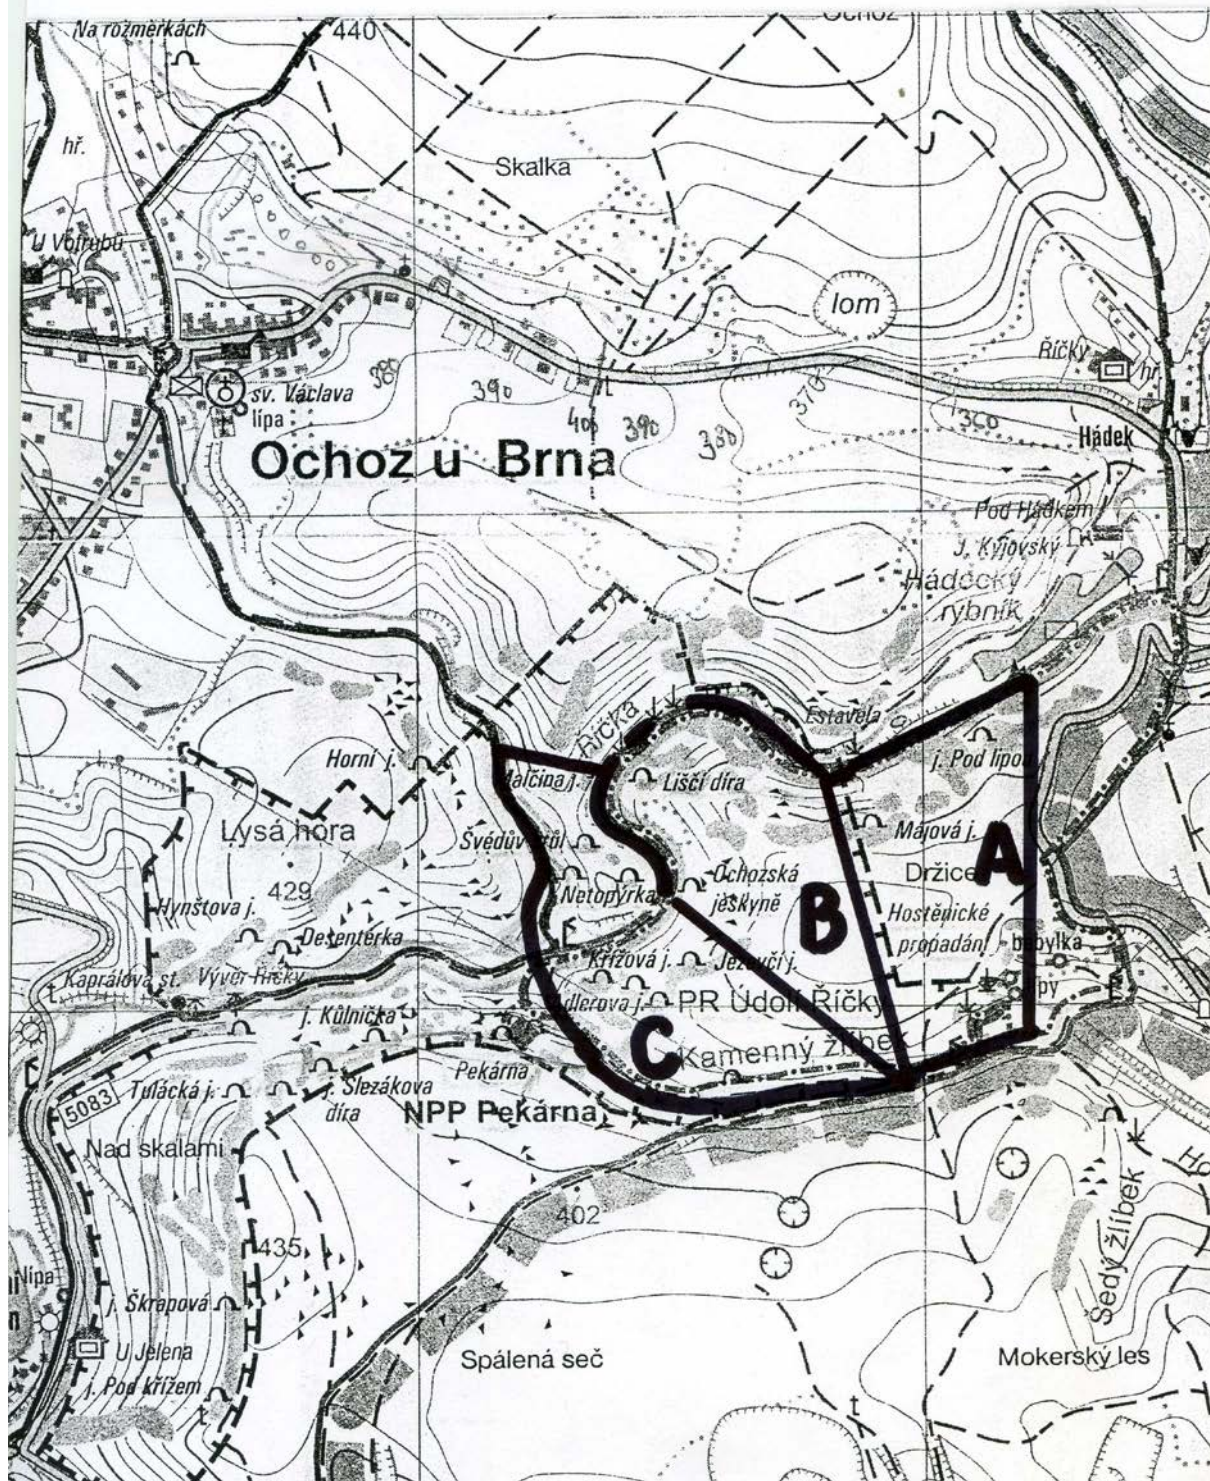 Ochoz
Na rozměrkách
440
hř.
Skalka
U Votrubů
lom
Říčky
hř.
380
390
400
390
380
370
360
sv. Václava
lípa
Hádek
Ochoz u Brna
Pod Hádkem
J. Kyjovský
Hádecký
rybník
Říčka
Estavela
Horní j.
Malčina j.
Liščí díra
j. Pod lipou
Lysá hora
Švédův stůl
Májová j.
A
429
Netopýrka
Ochozská
jeskyně
B
Držice
Hynštova j.
Desenterka
Hostěnické
propadání
babylka
Kaprálova st.
Vývěr Říčky
Křížová j.
Ježovčí j.
lípy
Adlerova j.
PR Údolí Říčky
j. Kůlnička
C
Kamenný žlíbek
Pekárna
5083
Tulácká j.
j. Slezákova
díra
NPP Pekárna
Nad skalami
402
435
Šedý žlíbek
lípa
j. Škrapová
U Jelena
Spálená seč
Mokerský les
j. Pod křížem